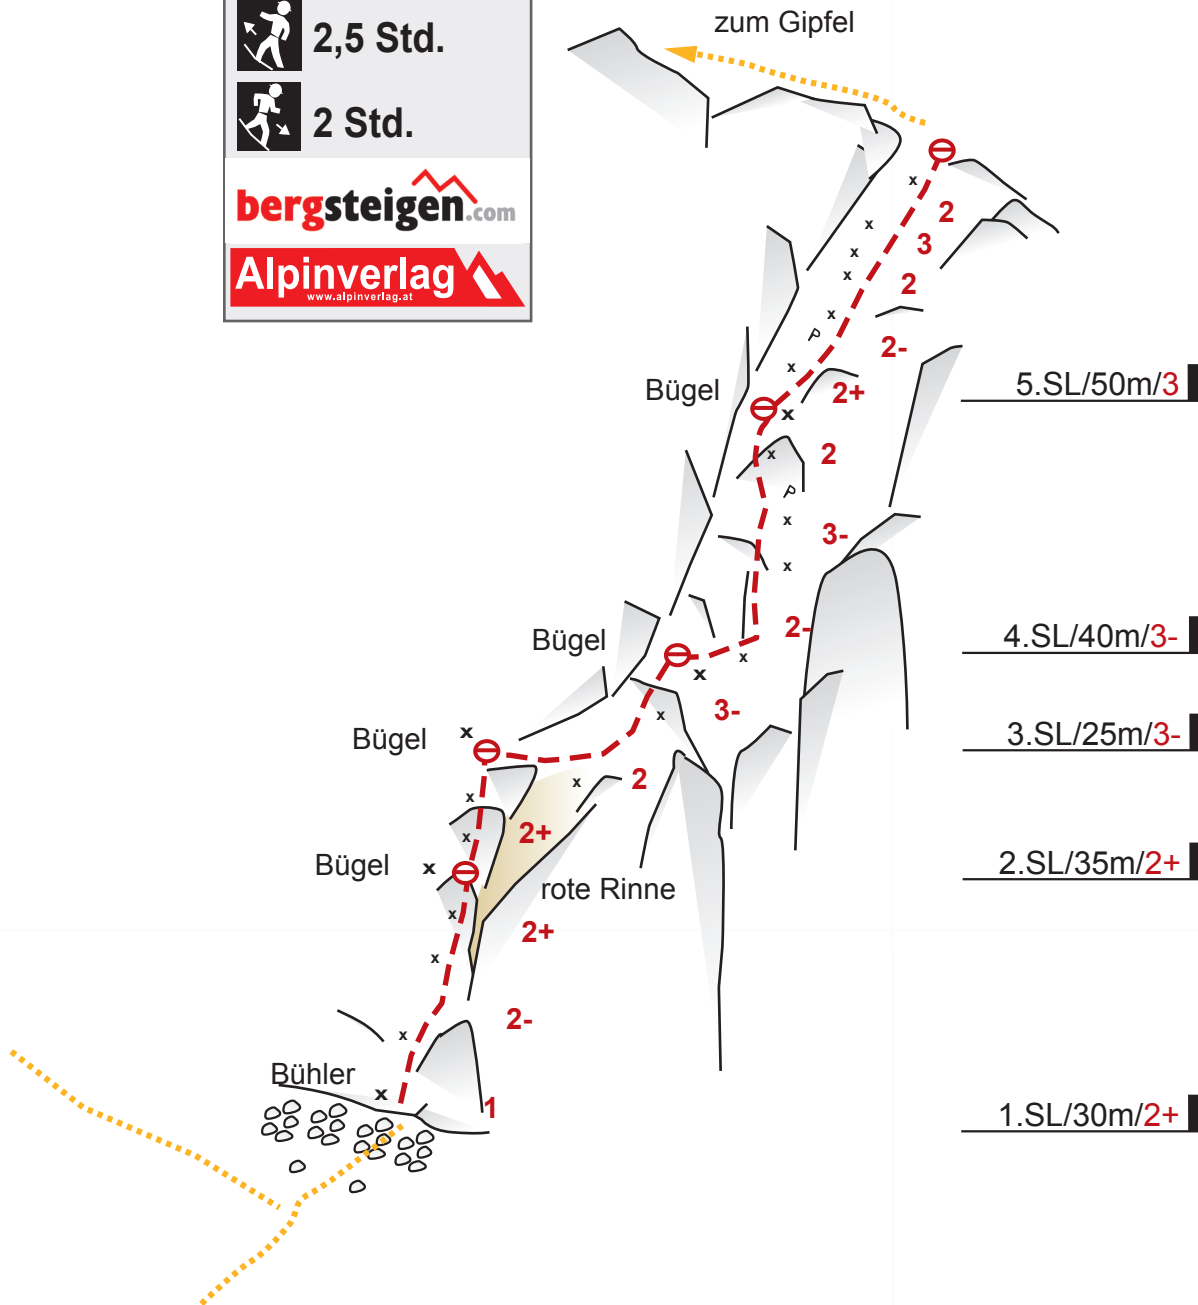 2,5 Std.
2 Std.
bergsteigen.com
Alpinverlag
www.alpinverlag.at
zum Gipfel
x
2
x
3
x
x
2
x
P
2-
x
Bügel
2+
5.SL/50m/3
x
x
2
P
x
3-
x
2-
Bügel
x
4.SL/40m/3-
x
x
3-
Bügel
x
3.SL/25m/3-
x
2
x
x
2+
Bügel
x
2.SL/35m/2+
rote Rinne
x
2+
x
2-
x
Bühler
x
1
1.SL/30m/2+